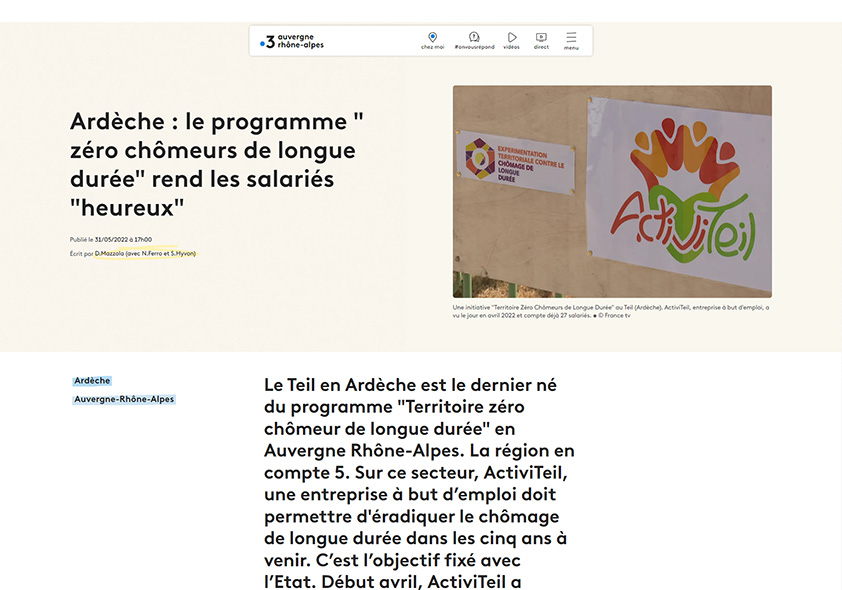 3 auvergne
rhône-alpes
chez moi
#onvousrépond
vidéos
direct
menu
Ardèche : le programme "
zéro chômeurs de longue
durée" rend les salariés
"heureux"
Publié le 31/05/2022 à 17h00
Écrit par D.Mazzola (avec N.Ferro et S.Hyvon)
EXPERIMENTATION
TERRITORIALE CONTRE LE
CHÔMAGE DE
LONGUE
DURÉE
ActiviTeil
Une initiative "Territoire Zéro Chômeurs de Longue Durée" au Teil (Ardèche). ActiviTeil, entreprise à but d'emploi, a
vu le jour en avril 2022 et compte déjà 27 salariés. • © France tv
Ardèche
Auvergne-Rhône-Alpes
Le Teil en Ardèche est le dernier né
du programme "Territoire zéro
chômeur de longue durée" en
Auvergne Rhône-Alpes. La région en
compte 5. Sur ce secteur, ActiviTeil,
une entreprise à but d’emploi doit
permettre d'éradiquer le chômage
de longue durée dans les cinq ans à
venir. C’est l’objectif fixé avec
l’Etat. Début avril, ActiviTeil a